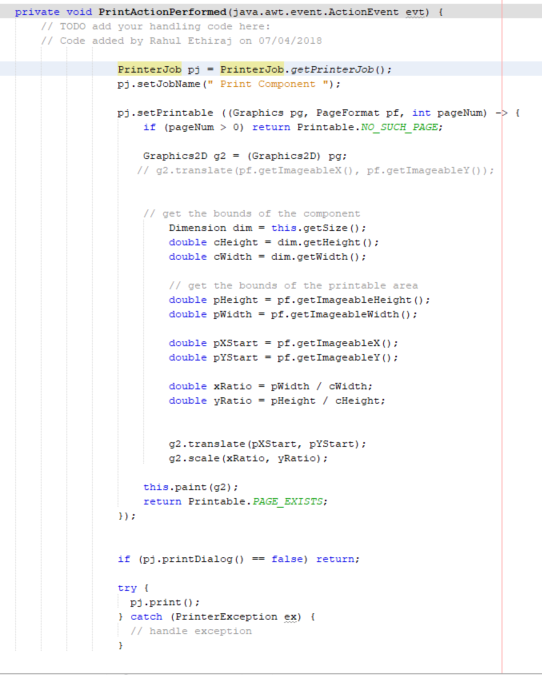 private void PrintActionPerformed(java.awt.event.ActionEvent evt) {
// TODO add your handling code here:
// Code added by Rahul Ethiraj on 07/04/2018
PrinterJob pj = PrinterJob.getPrinterJob();
pj.setJobName(" Print Component ");
pj.setPrintable ((Graphics pg, PageFormat pf, int pageNum) -> {
if (pageNum > 0) return Printable.NO_SUCH_PAGE;
Graphics2D g2 = (Graphics2D) pg;
// g2.translate(pf.getImageableX(), pf.getImageableY());
// get the bounds of the component
Dimension dim = this.getSize();
double cHeight = dim.getHeight();
double cWidth = dim.getWidth();
// get the bounds of the printable area
double pHeight = pf.getImageableHeight();
double pWidth = pf.getImageableWidth();
double pXStart = pf.getImageableX();
double pYStart = pf.getImageableY();
double xRatio = pWidth / cWidth;
double yRatio = pHeight / cHeight;
g2.translate(pXStart, pYStart);
g2.scale(xRatio, yRatio);
this.paint(g2);
return Printable.PAGE_EXISTS;
});
if (pj.printDialog() == false) return;
try {
pj.print();
} catch (PrinterException ex) {
// handle exception
}